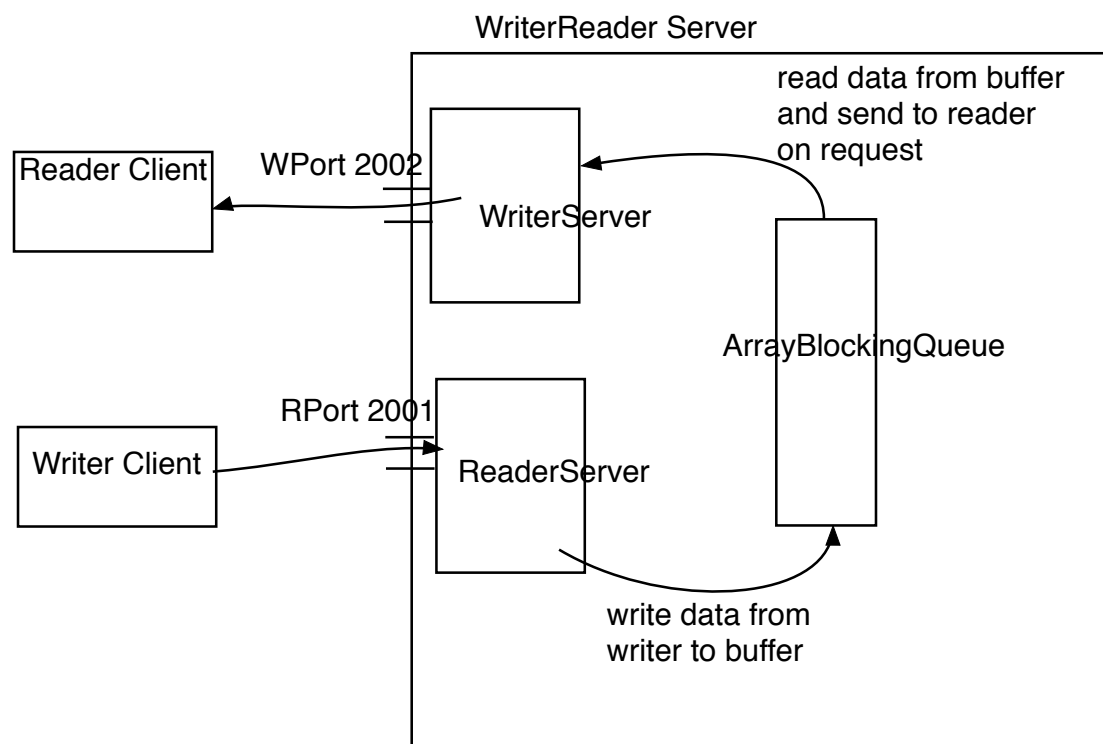 WriterReader Server
read data from buffer
and send to reader
on request
Reader Client
WPort 2002
WriterServer
ArrayBlockingQueue
RPort 2001
Writer Client
ReaderServer
write data from
writer to buffer